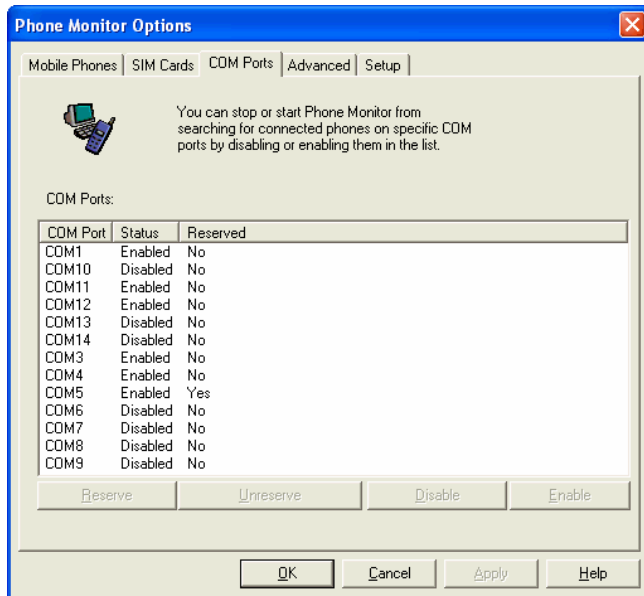 Phone Monitor Options
Mobile Phones SIM Cards COM Ports Advanced Setup
You can stop or start Phone Monitor from
searching for connected phones on specific COM
ports by disabling or enabling them in the list.
COM Ports:
COM Port Status Reserved
COM1 Enabled No
COM10 Disabled No
COM11 Enabled No
COM12 Enabled No
COM13 Disabled No
COM14 Disabled No
COM3 Enabled No
COM4 Enabled No
COM5 Enabled Yes
COM6 Disabled No
COM7 Disabled No
COM8 Disabled No
COM9 Disabled No
Reserve Unreserve Disable Enable
OK Cancel Apply Help